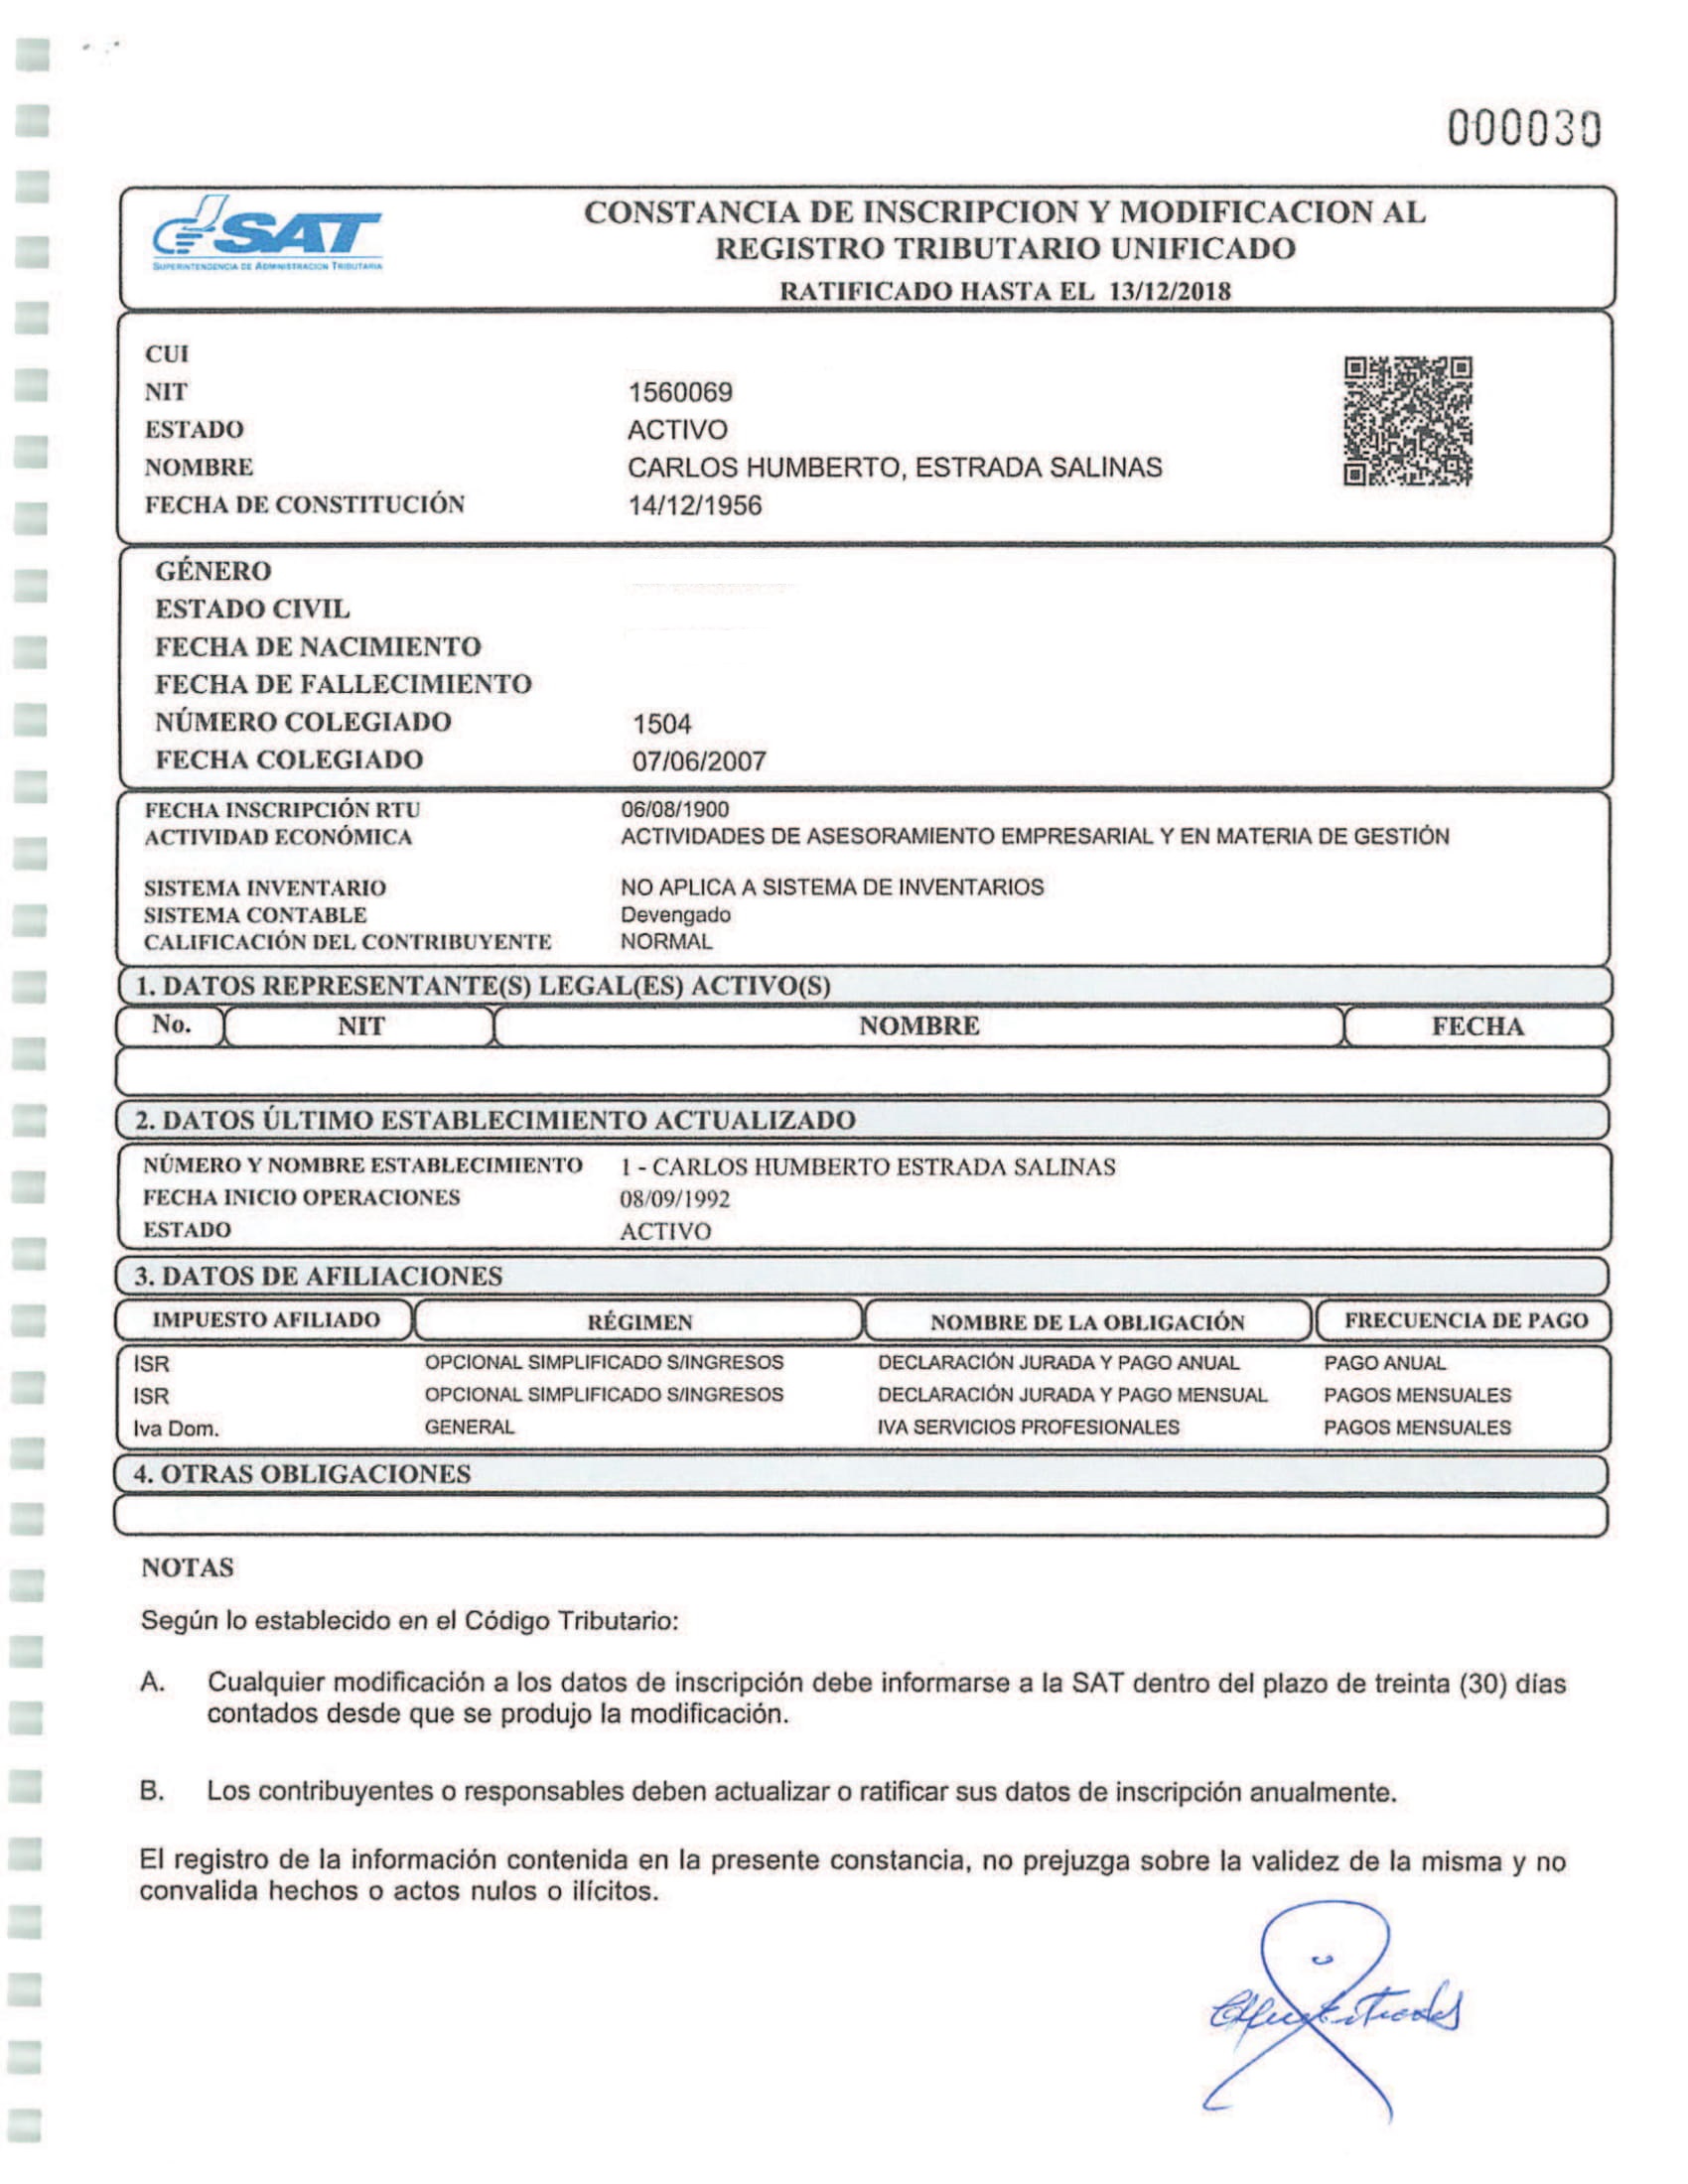 000030
SAT
SUPERINTENDENCIA DE ADMINISTRACION TRIBUTARIA
CONSTANCIA DE INSCRIPCION Y MODIFICACION AL
REGISTRO TRIBUTARIO UNIFICADO
RATIFICADO HASTA EL 13/12/2018
CUI
NIT 1560069
ESTADO ACTIVO
NOMBRE CARLOS HUMBERTO, ESTRADA SALINAS
FECHA DE CONSTITUCIÓN 14/12/1956
GÉNERO
ESTADO CIVIL
FECHA DE NACIMIENTO
FECHA DE FALLECIMIENTO
NÚMERO COLEGIADO 1504
FECHA COLEGIADO 07/06/2007
FECHA INSCRIPCIÓN RTU 06/08/1900
ACTIVIDAD ECONÓMICA ACTIVIDADES DE ASESORAMIENTO EMPRESARIAL Y EN MATERIA DE GESTIÓN
SISTEMA INVENTARIO NO APLICA A SISTEMA DE INVENTARIOS
SISTEMA CONTABLE Devengado
CALIFICACIÓN DEL CONTRIBUYENTE NORMAL
1. DATOS REPRESENTANTE(S) LEGAL(ES) ACTIVO(S)
No. NIT NOMBRE FECHA
2. DATOS ÚLTIMO ESTABLECIMIENTO ACTUALIZADO
NÚMERO Y NOMBRE ESTABLECIMIENTO 1 - CARLOS HUMBERTO ESTRADA SALINAS
FECHA INICIO OPERACIONES 08/09/1992
ESTADO ACTIVO
3. DATOS DE AFILIACIONES
IMPUESTO AFILIADO RÉGIMEN NOMBRE DE LA OBLIGACIÓN FRECUENCIA DE PAGO
ISR OPCIONAL SIMPLIFICADO S/INGRESOS DECLARACIÓN JURADA Y PAGO ANUAL PAGO ANUAL
ISR OPCIONAL SIMPLIFICADO S/INGRESOS DECLARACIÓN JURADA Y PAGO MENSUAL PAGOS MENSUALES
Iva Dom. GENERAL IVA SERVICIOS PROFESIONALES PAGOS MENSUALES
4. OTRAS OBLIGACIONES
NOTAS
Según lo establecido en el Código Tributario:
A. Cualquier modificación a los datos de inscripción debe informarse a la SAT dentro del plazo de treinta (30) días
contados desde que se produjo la modificación.
B. Los contribuyentes o responsables deben actualizar o ratificar sus datos de inscripción anualmente.
El registro de la información contenida en la presente constancia, no prejuzga sobre la validez de la misma y no
convalida hechos o actos nulos o ilícitos.